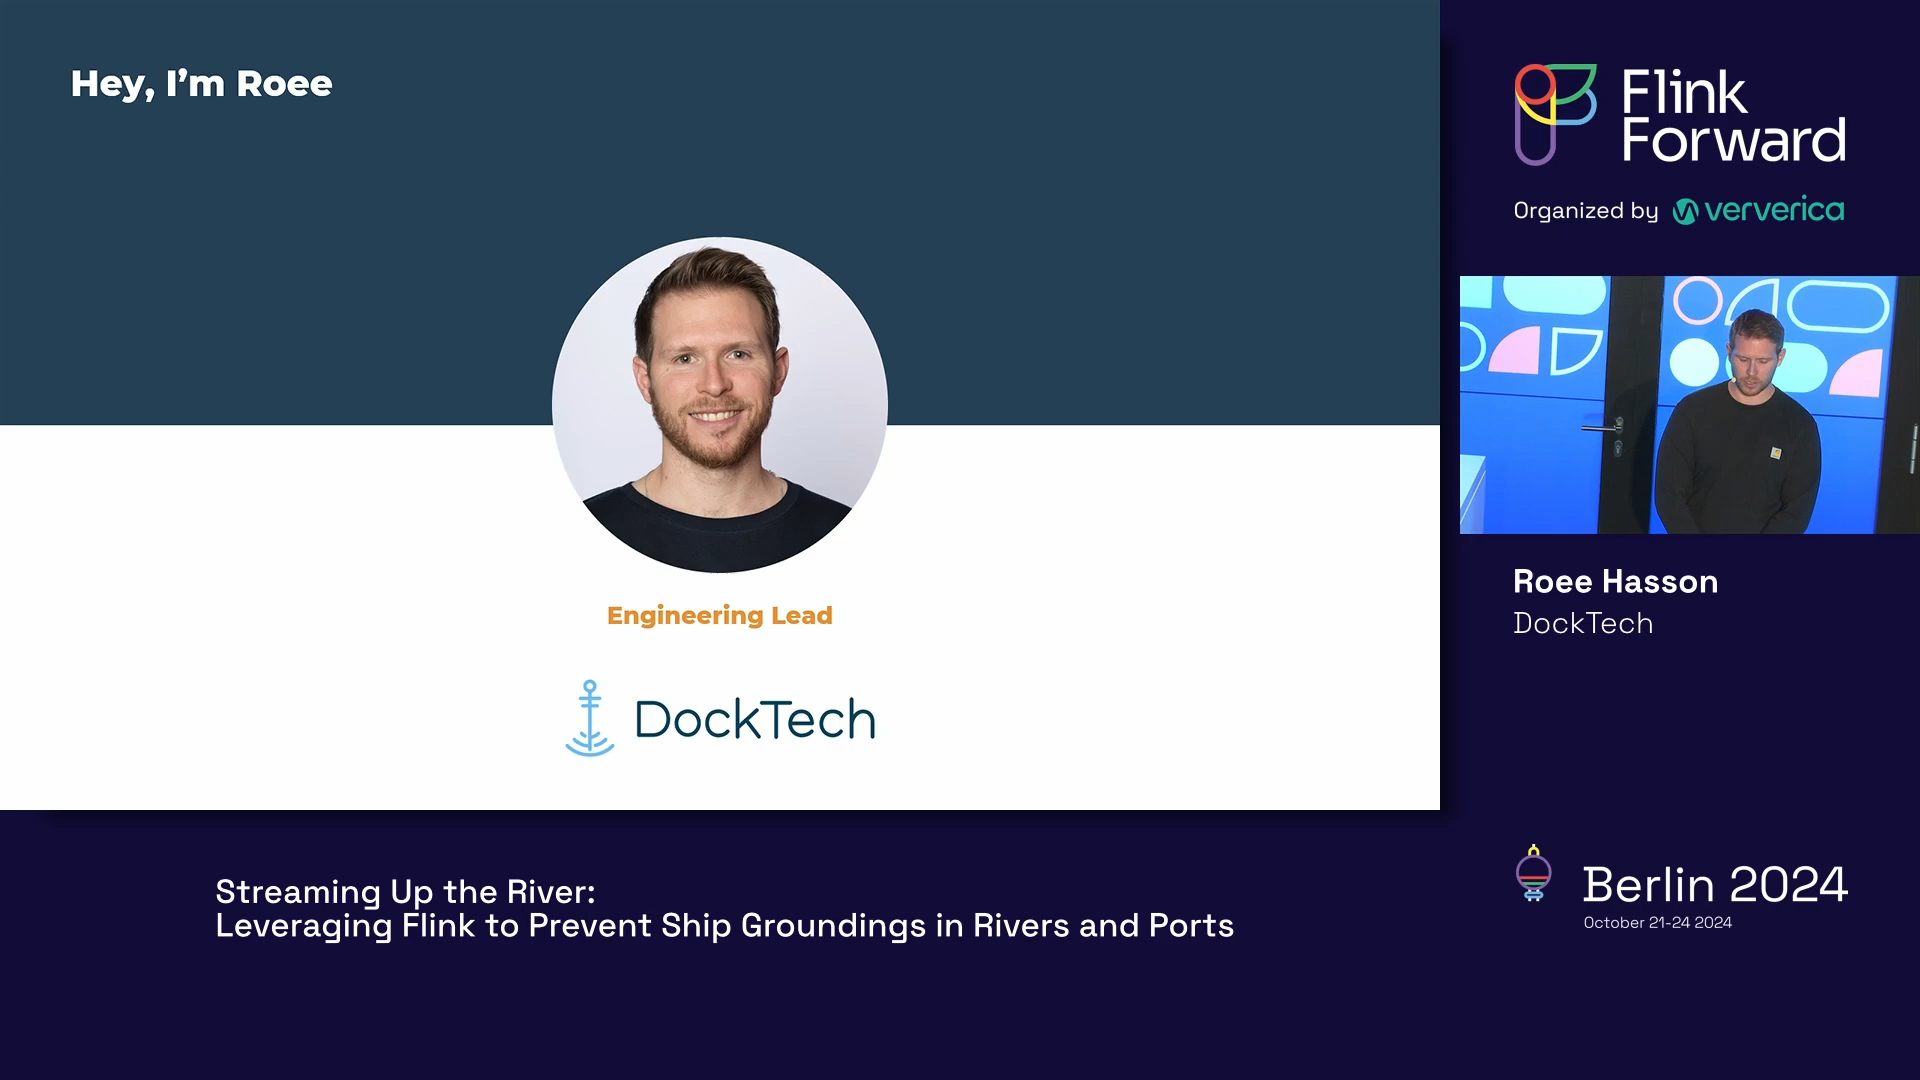 Hey, I’m Roee
Engineering Lead
DockTech
Flink
Forward
Organized by ververica
Roee Hasson
DockTech
Streaming Up the River:
Leveraging Flink to Prevent Ship Groundings in Rivers and Ports
Berlin 2024
October 21-24 2024